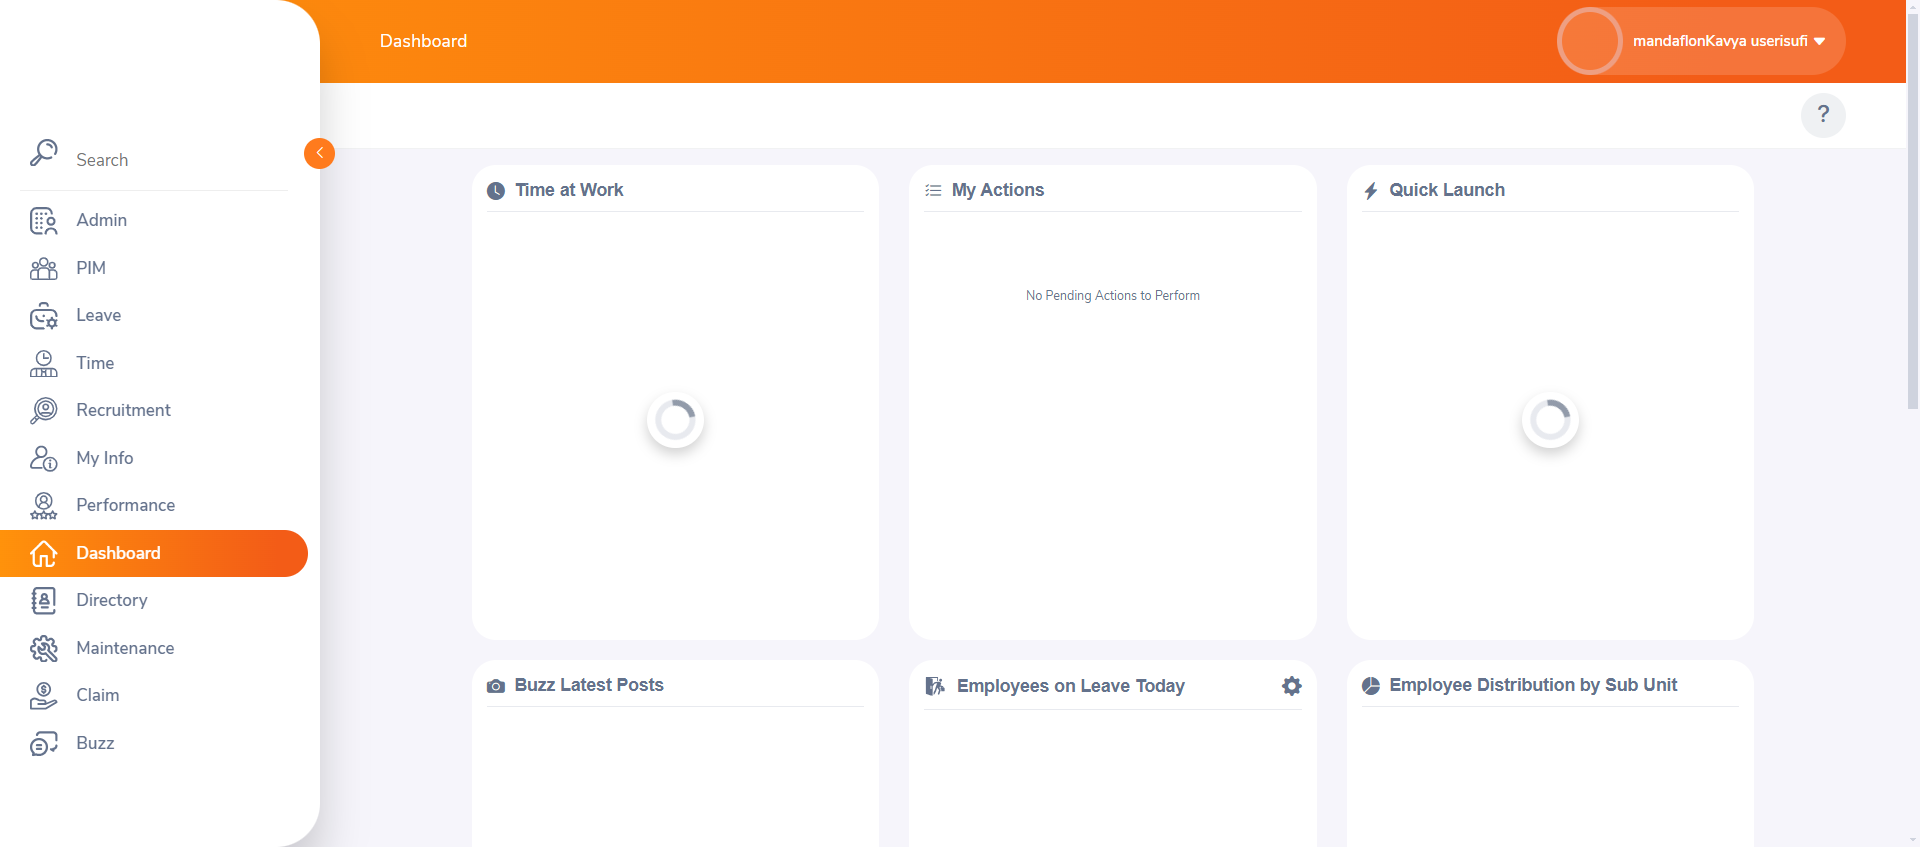 Dashboard
mandaflonKavya userisufi
?
Search
Admin
PIM
Leave
Time
Recruitment
My Info
Performance
Dashboard
Directory
Maintenance
Claim
Buzz
Time at Work
My Actions
No Pending Actions to Perform
Quick Launch
Buzz Latest Posts
Employees on Leave Today
Employee Distribution by Sub Unit